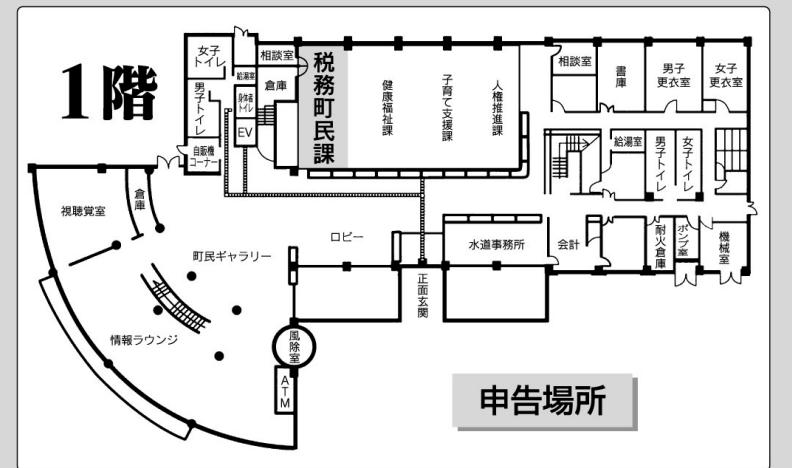 1階
女子
トイレ
給湯室
男子トイレ
身体者
トイレ
EV
自販機
コーナー
相談室
倉庫
税務町民課
健康福祉課
子育て支援課
人権推進課
相談室
書庫
男子
更衣室
女子
更衣室
給湯室
男子トイレ
女子トイレ
視聴覚室
倉庫
町民ギャラリー
ロビー
水道事務所
会計
耐火倉庫
ポンプ室
機械室
正面玄関
情報ラウンジ
風除室
ATM
申告場所